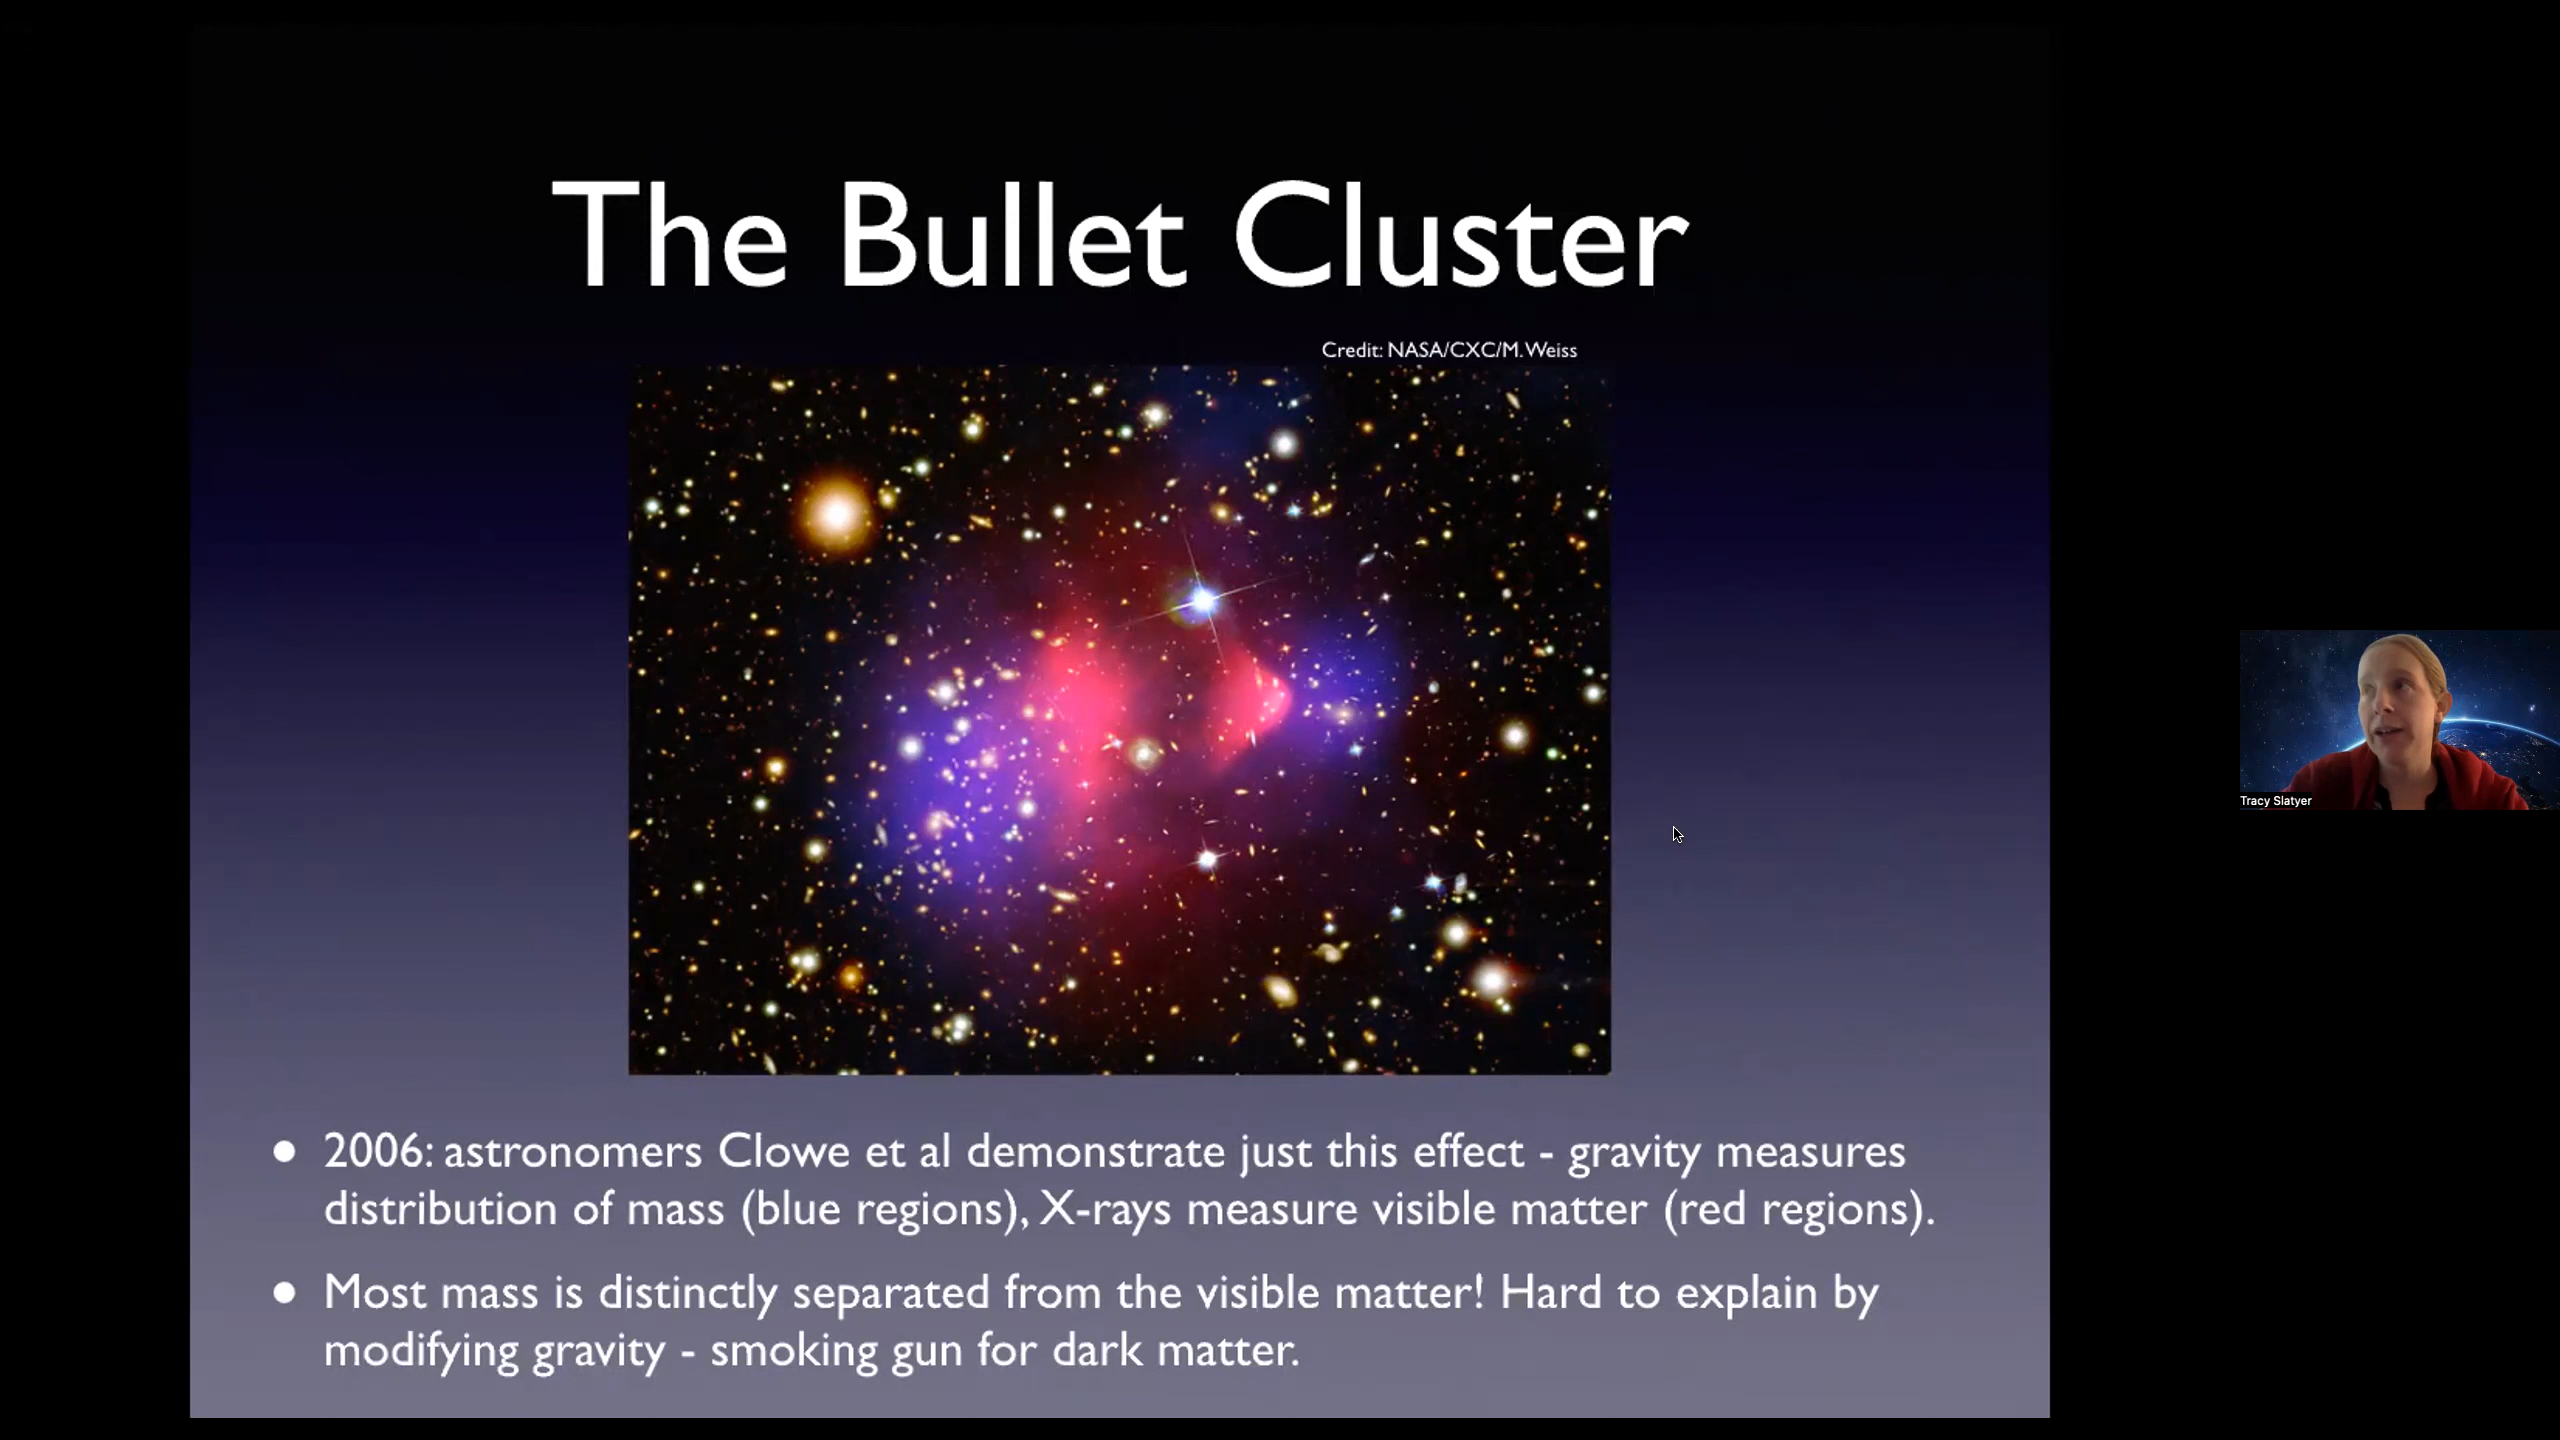 The Bullet Cluster
Credit: NASA/CXC/M. Weiss
Tracy Slatyer
● 2006: astronomers Clowe et al demonstrate just this effect - gravity measures
distribution of mass (blue regions), X-rays measure visible matter (red regions).
● Most mass is distinctly separated from the visible matter! Hard to explain by
modifying gravity - smoking gun for dark matter.